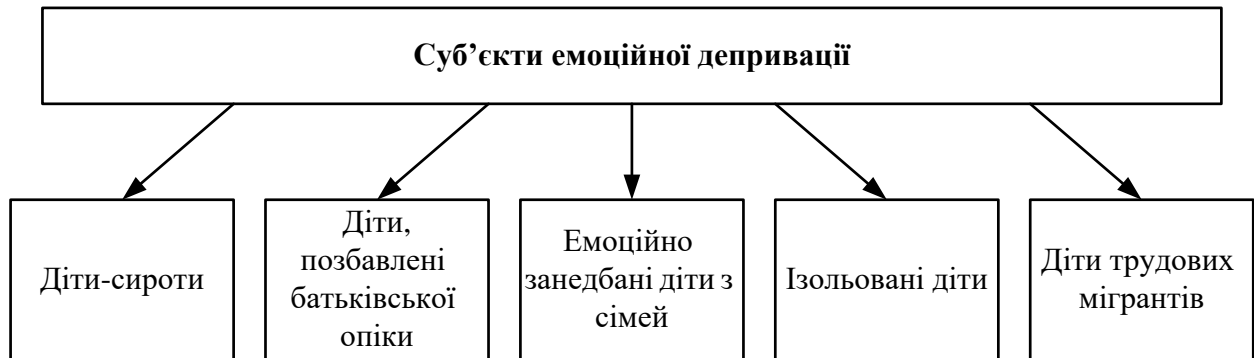 Суб’єкти емоційної депривації
Діти-сироти
Діти,
позбавлені
батьківської
опіки
Емоційно
занедбані діти з
сімей
Ізольовані діти
Діти трудових
мігрантів